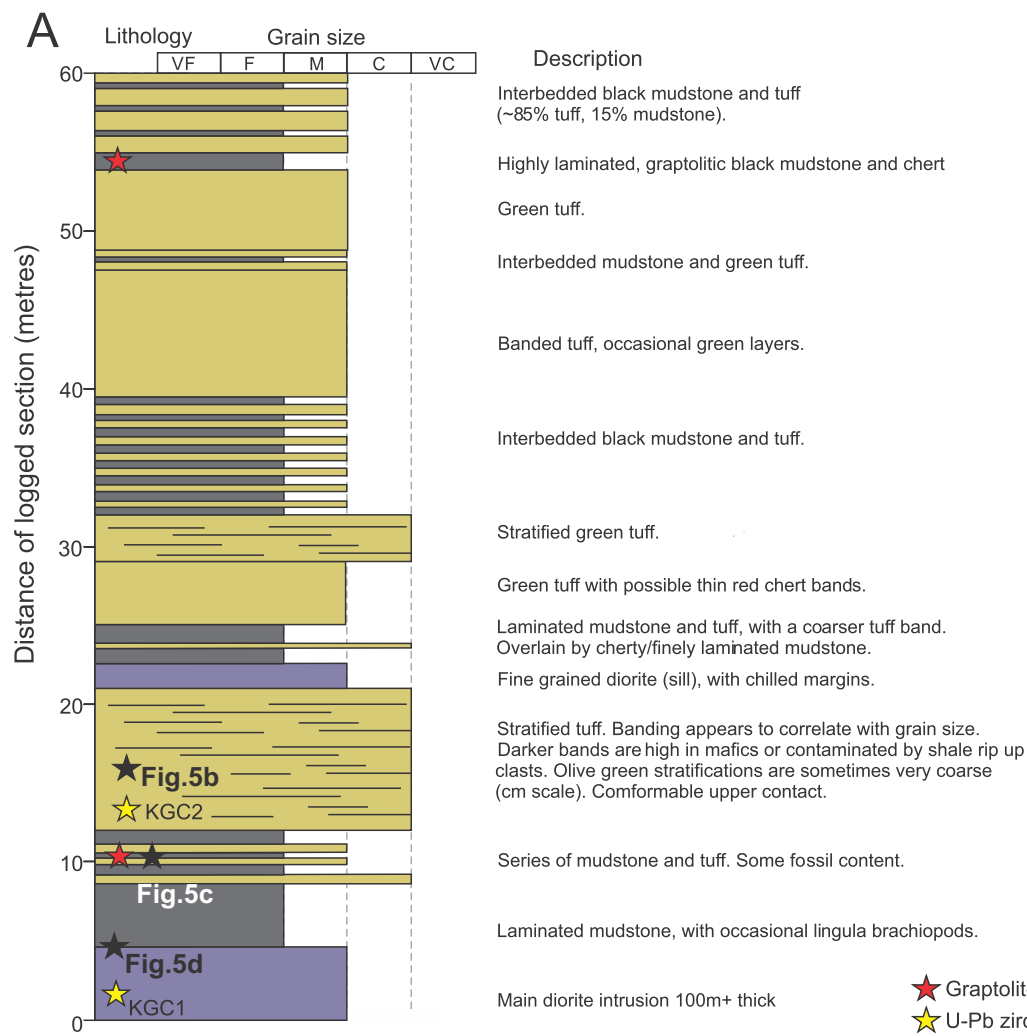 A
Lithology
Grain size
VF F M C VC
Description
Distance of logged section (metres)
60
50
40
30
20
10
0
Interbedded black mudstone and tuff
(~85% tuff, 15% mudstone).
Highly laminated, graptolitic black mudstone and chert
Green tuff.
Interbedded mudstone and green tuff.
Banded tuff, occasional green layers.
Interbedded black mudstone and tuff.
Stratified green tuff.
Green tuff with possible thin red chert bands.
Laminated mudstone and tuff, with a coarser tuff band.
Overlain by cherty/finely laminated mudstone.
Fine grained diorite (sill), with chilled margins.
Stratified tuff. Banding appears to correlate with grain size.
Darker bands are high in mafics or contaminated by shale rip up
clasts. Olive green stratifications are sometimes very coarse
(cm scale). Comformable upper contact.
Fig.5b
KGC2
Series of mudstone and tuff. Some fossil content.
Fig.5c
Laminated mudstone, with occasional lingula brachiopods.
Fig.5d
KGC1
Main diorite intrusion 100m+ thick
Graptolit
U-Pb zirc